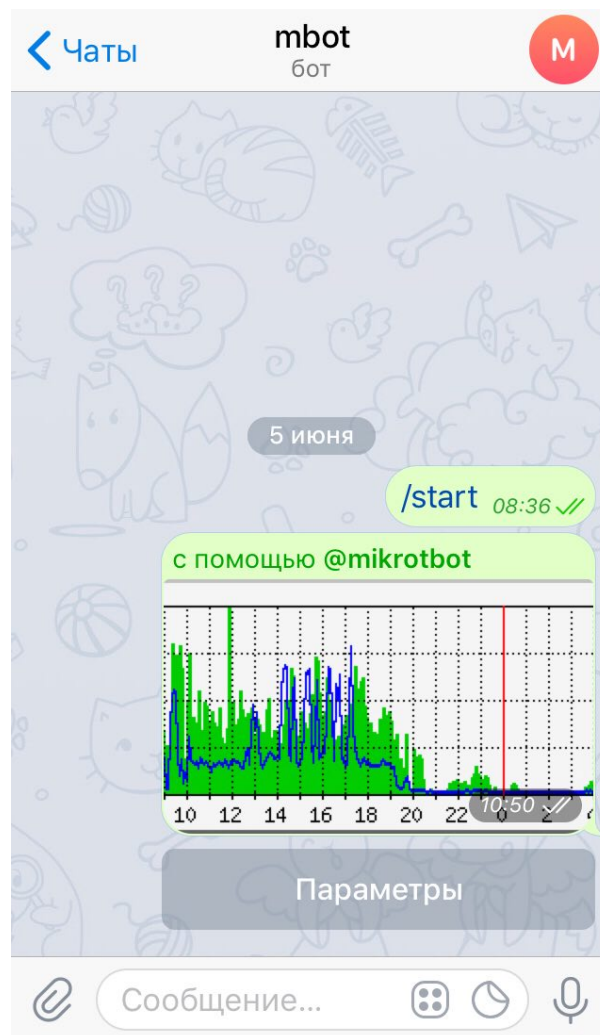 Чаты
mbot
бот
M
5 июня
/start 08:36
с помощью @mikrotbot
10 12 14 16 18 20 22 0 2
10:50
Параметры
Сообщение...